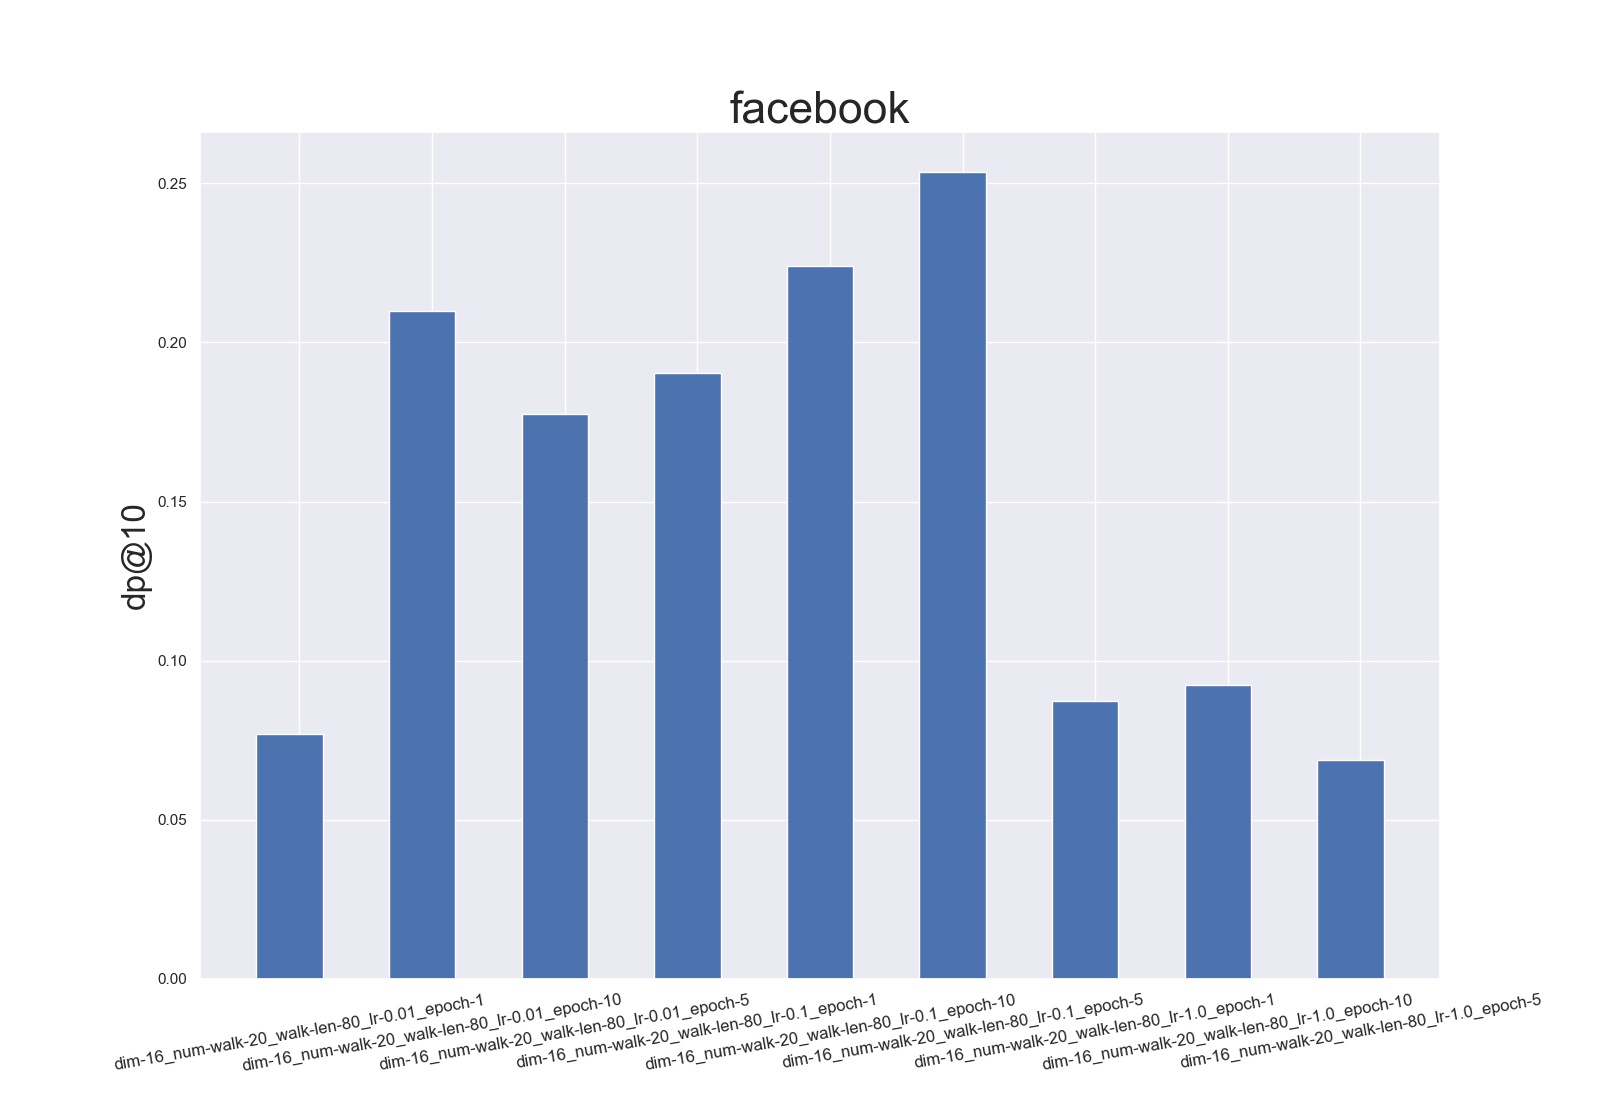 facebook
dp@10
0.25
0.20
0.15
0.10
0.05
0.00
dim-16_num-walk-20_walk-len-80_lr-0.01_epoch-1
dim-16_num-walk-20_walk-len-80_lr-0.01_epoch-10
dim-16_num-walk-20_walk-len-80_lr-0.01_epoch-5
dim-16_num-walk-20_walk-len-80_lr-0.1_epoch-1
dim-16_num-walk-20_walk-len-80_lr-0.1_epoch-10
dim-16_num-walk-20_walk-len-80_lr-0.1_epoch-5
dim-16_num-walk-20_walk-len-80_lr-1.0_epoch-1
dim-16_num-walk-20_walk-len-80_lr-1.0_epoch-10
dim-16_num-walk-20_walk-len-80_lr-1.0_epoch-5